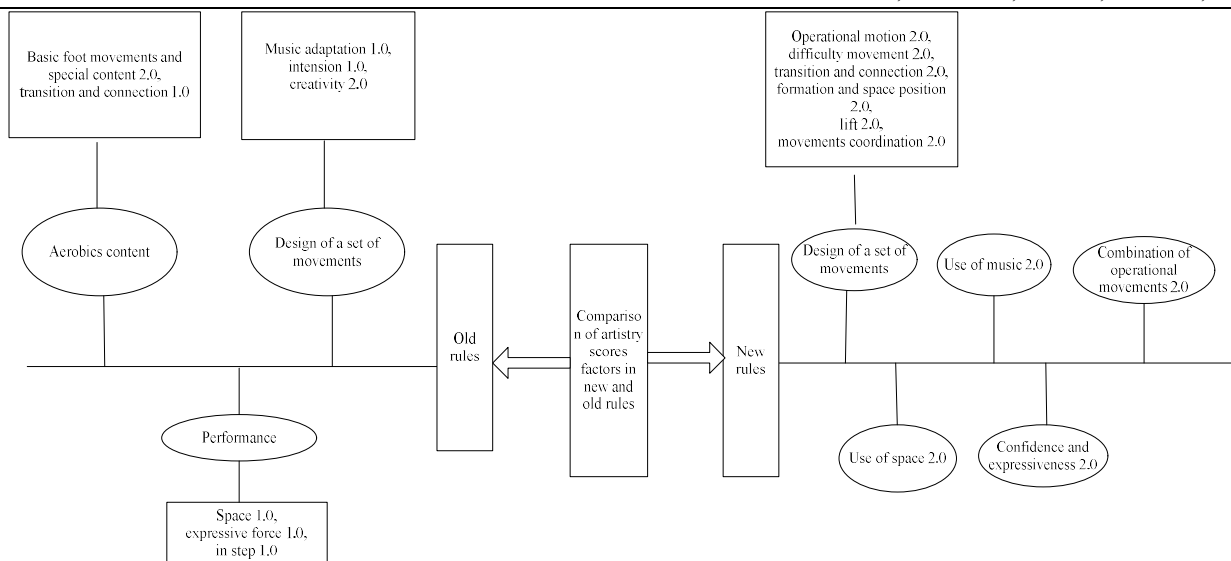 Basic foot movements and
special content 2.0,
transition and connection 1.0
Music adaptation 1.0,
intension 1.0,
creativity 2.0
Operational motion 2.0,
difficulty movement 2.0,
transition and connection 2.0,
formation and space position
2.0,
lift 2.0,
movements coordination 2.0
Aerobics content
Design of a set of
movements
Old
rules
Compariso
n of artistry
scores
factors in
new and
old rules
New
rules
Design of a set of
movements
Use of music 2.0
Combination of
operational
movements 2.0
Performance
Use of space 2.0
Confidence and
expressiveness 2.0
Space 1.0,
expressive force 1.0,
in step 1.0